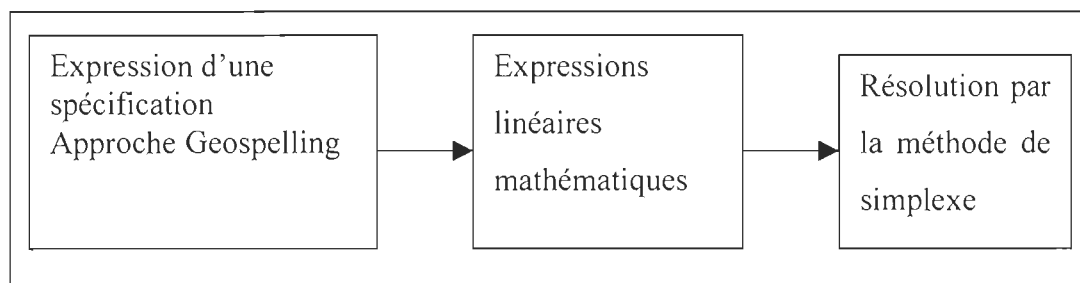 Expression d'une
spécification
Approche Geospelling
Expressions
linéaires
mathématiques
Résolution par
la méthode de
simplexe